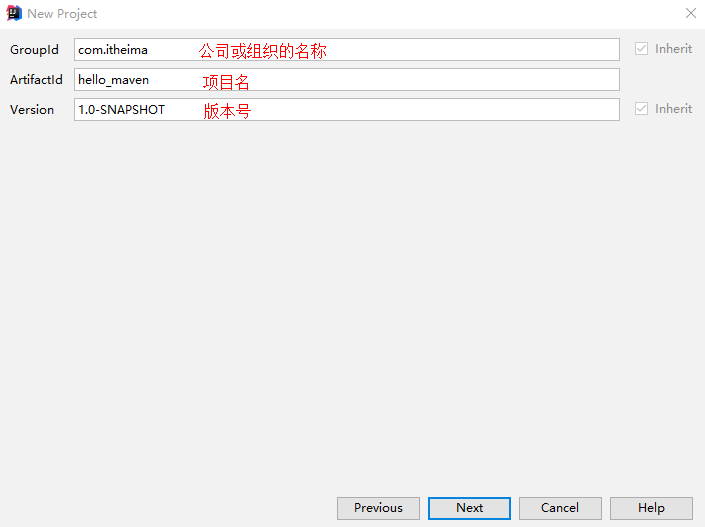 New Project
GroupId com.itheima 公司或组织的名称 Inherit
ArtifactId hello_maven 项目名
Version 1.0-SNAPSHOT 版本号 Inherit
Previous Next Cancel Help